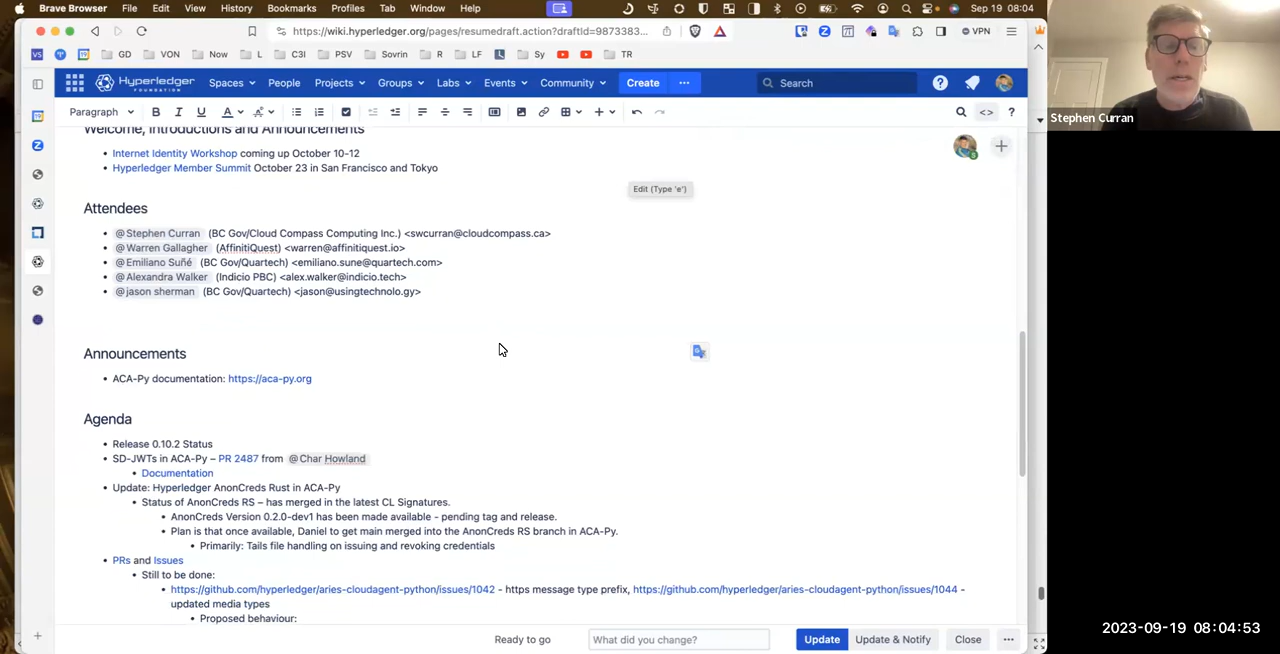 Brave Browser File Edit View History Bookmarks Profiles Tab Window Help Sep 19 08:04
https://wiki.hyperledger.org/pages/resumedraft.action?draftId=9873383... VPN
VS GD VON Now L C3I PSV Sovrin R LF Sy TR
HYPERLEDGER FOUNDATION Spaces People Projects Groups Labs Events Community Create ··· Search
Stephen Curran
Paragraph B I U A <> ?
Welcome, Introductions and Announcements
• Internet Identity Workshop coming up October 10-12
• Hyperledger Member Summit October 23 in San Francisco and Tokyo
Edit (Type 'e')
Attendees
• @Stephen Curran (BC Gov/Cloud Compass Computing Inc.) <swcurran@cloudcompass.ca>
• @Warren Gallagher (AffinitiQuest) <warren@affinitiquest.io>
• @Emiliano Suñé (BC Gov/Quartech) <emiliano.sune@quartech.com>
• @Alexandra Walker (Indicio PBC) <alex.walker@indicio.tech>
• @jason sherman (BC Gov/Quartech) <jason@usingtechnolo.gy>
Announcements
• ACA-Py documentation: https://aca-py.org
Agenda
• Release 0.10.2 Status
• SD-JWTs in ACA-Py – PR 2487 from @Char Howland
• Documentation
• Update: Hyperledger AnonCreds Rust in ACA-Py
• Status of AnonCreds RS – has merged in the latest CL Signatures.
• AnonCreds Version 0.2.0-dev1 has been made available - pending tag and release.
• Plan is that once available, Daniel to get main merged into the AnonCreds RS branch in ACA-Py.
• Primarily: Tails file handling on issuing and revoking credentials
• PRs and Issues
• Still to be done:
• https://github.com/hyperledger/aries-cloudagent-python/issues/1042 - https message type prefix, https://github.com/hyperledger/aries-cloudagent-python/issues/1044 -
updated media types
• Proposed behaviour:
Ready to go What did you change? Update Update & Notify Close ···
2023-09-19 08:04:53